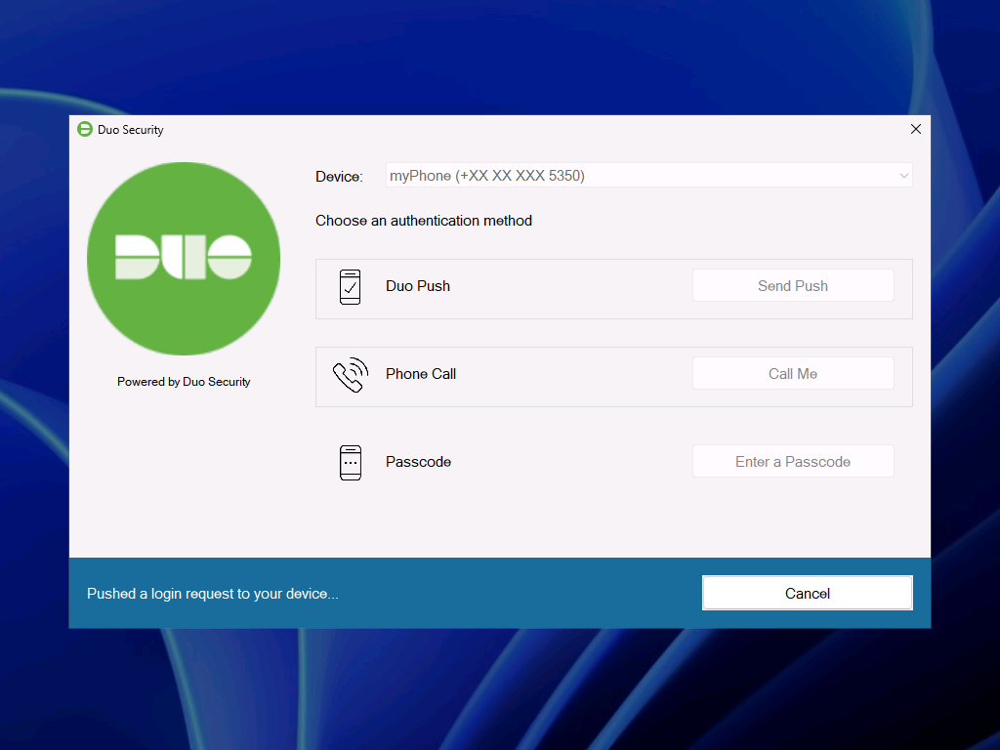 Duo Security
Device: myPhone (+XX XX XXX 5350)
Choose an authentication method
DUO
Duo Push Send Push
Powered by Duo Security
Phone Call Call Me
Passcode Enter a Passcode
Pushed a login request to your device... Cancel